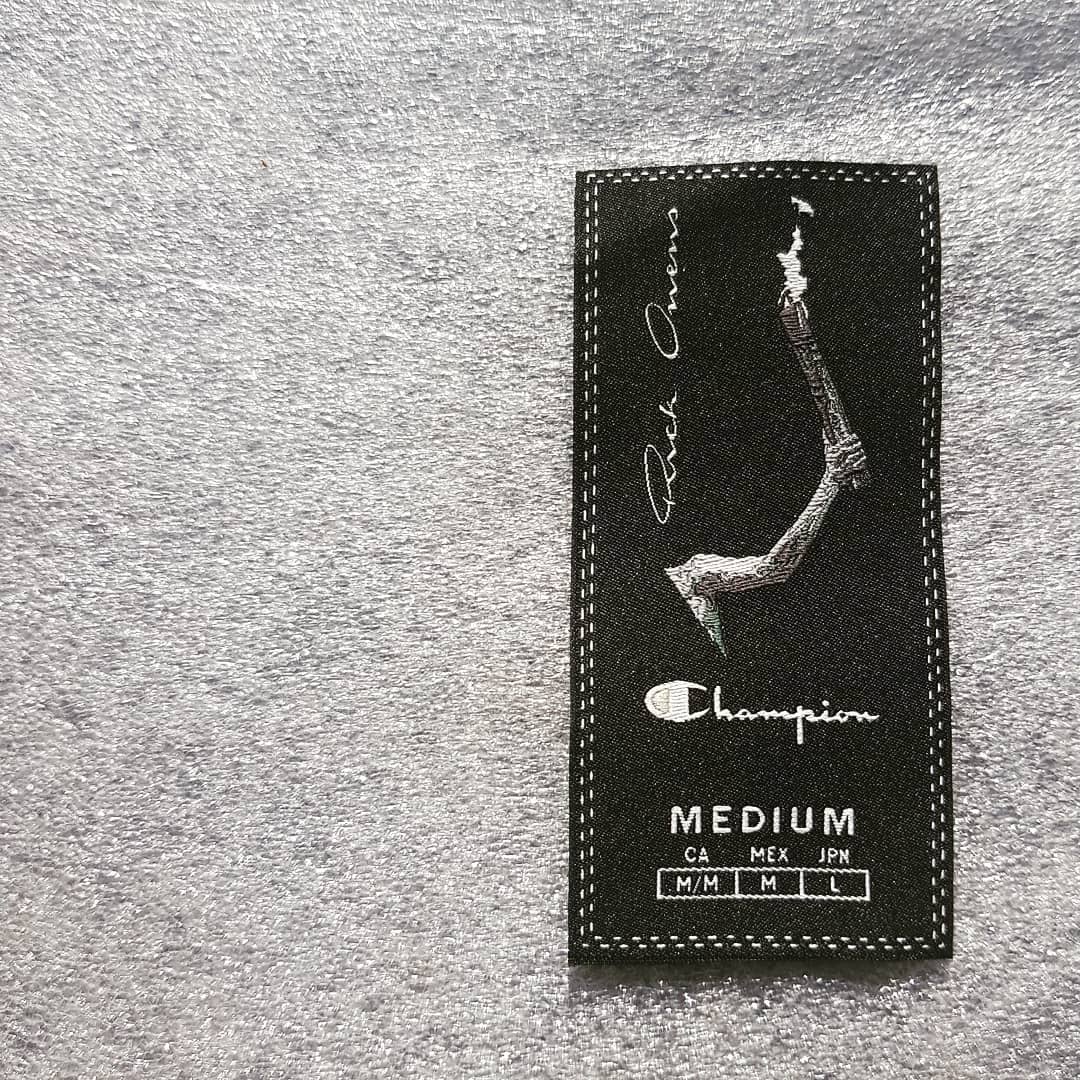 Rick Owens
Champion
MEDIUM
CA MEX JPN
M/M M L